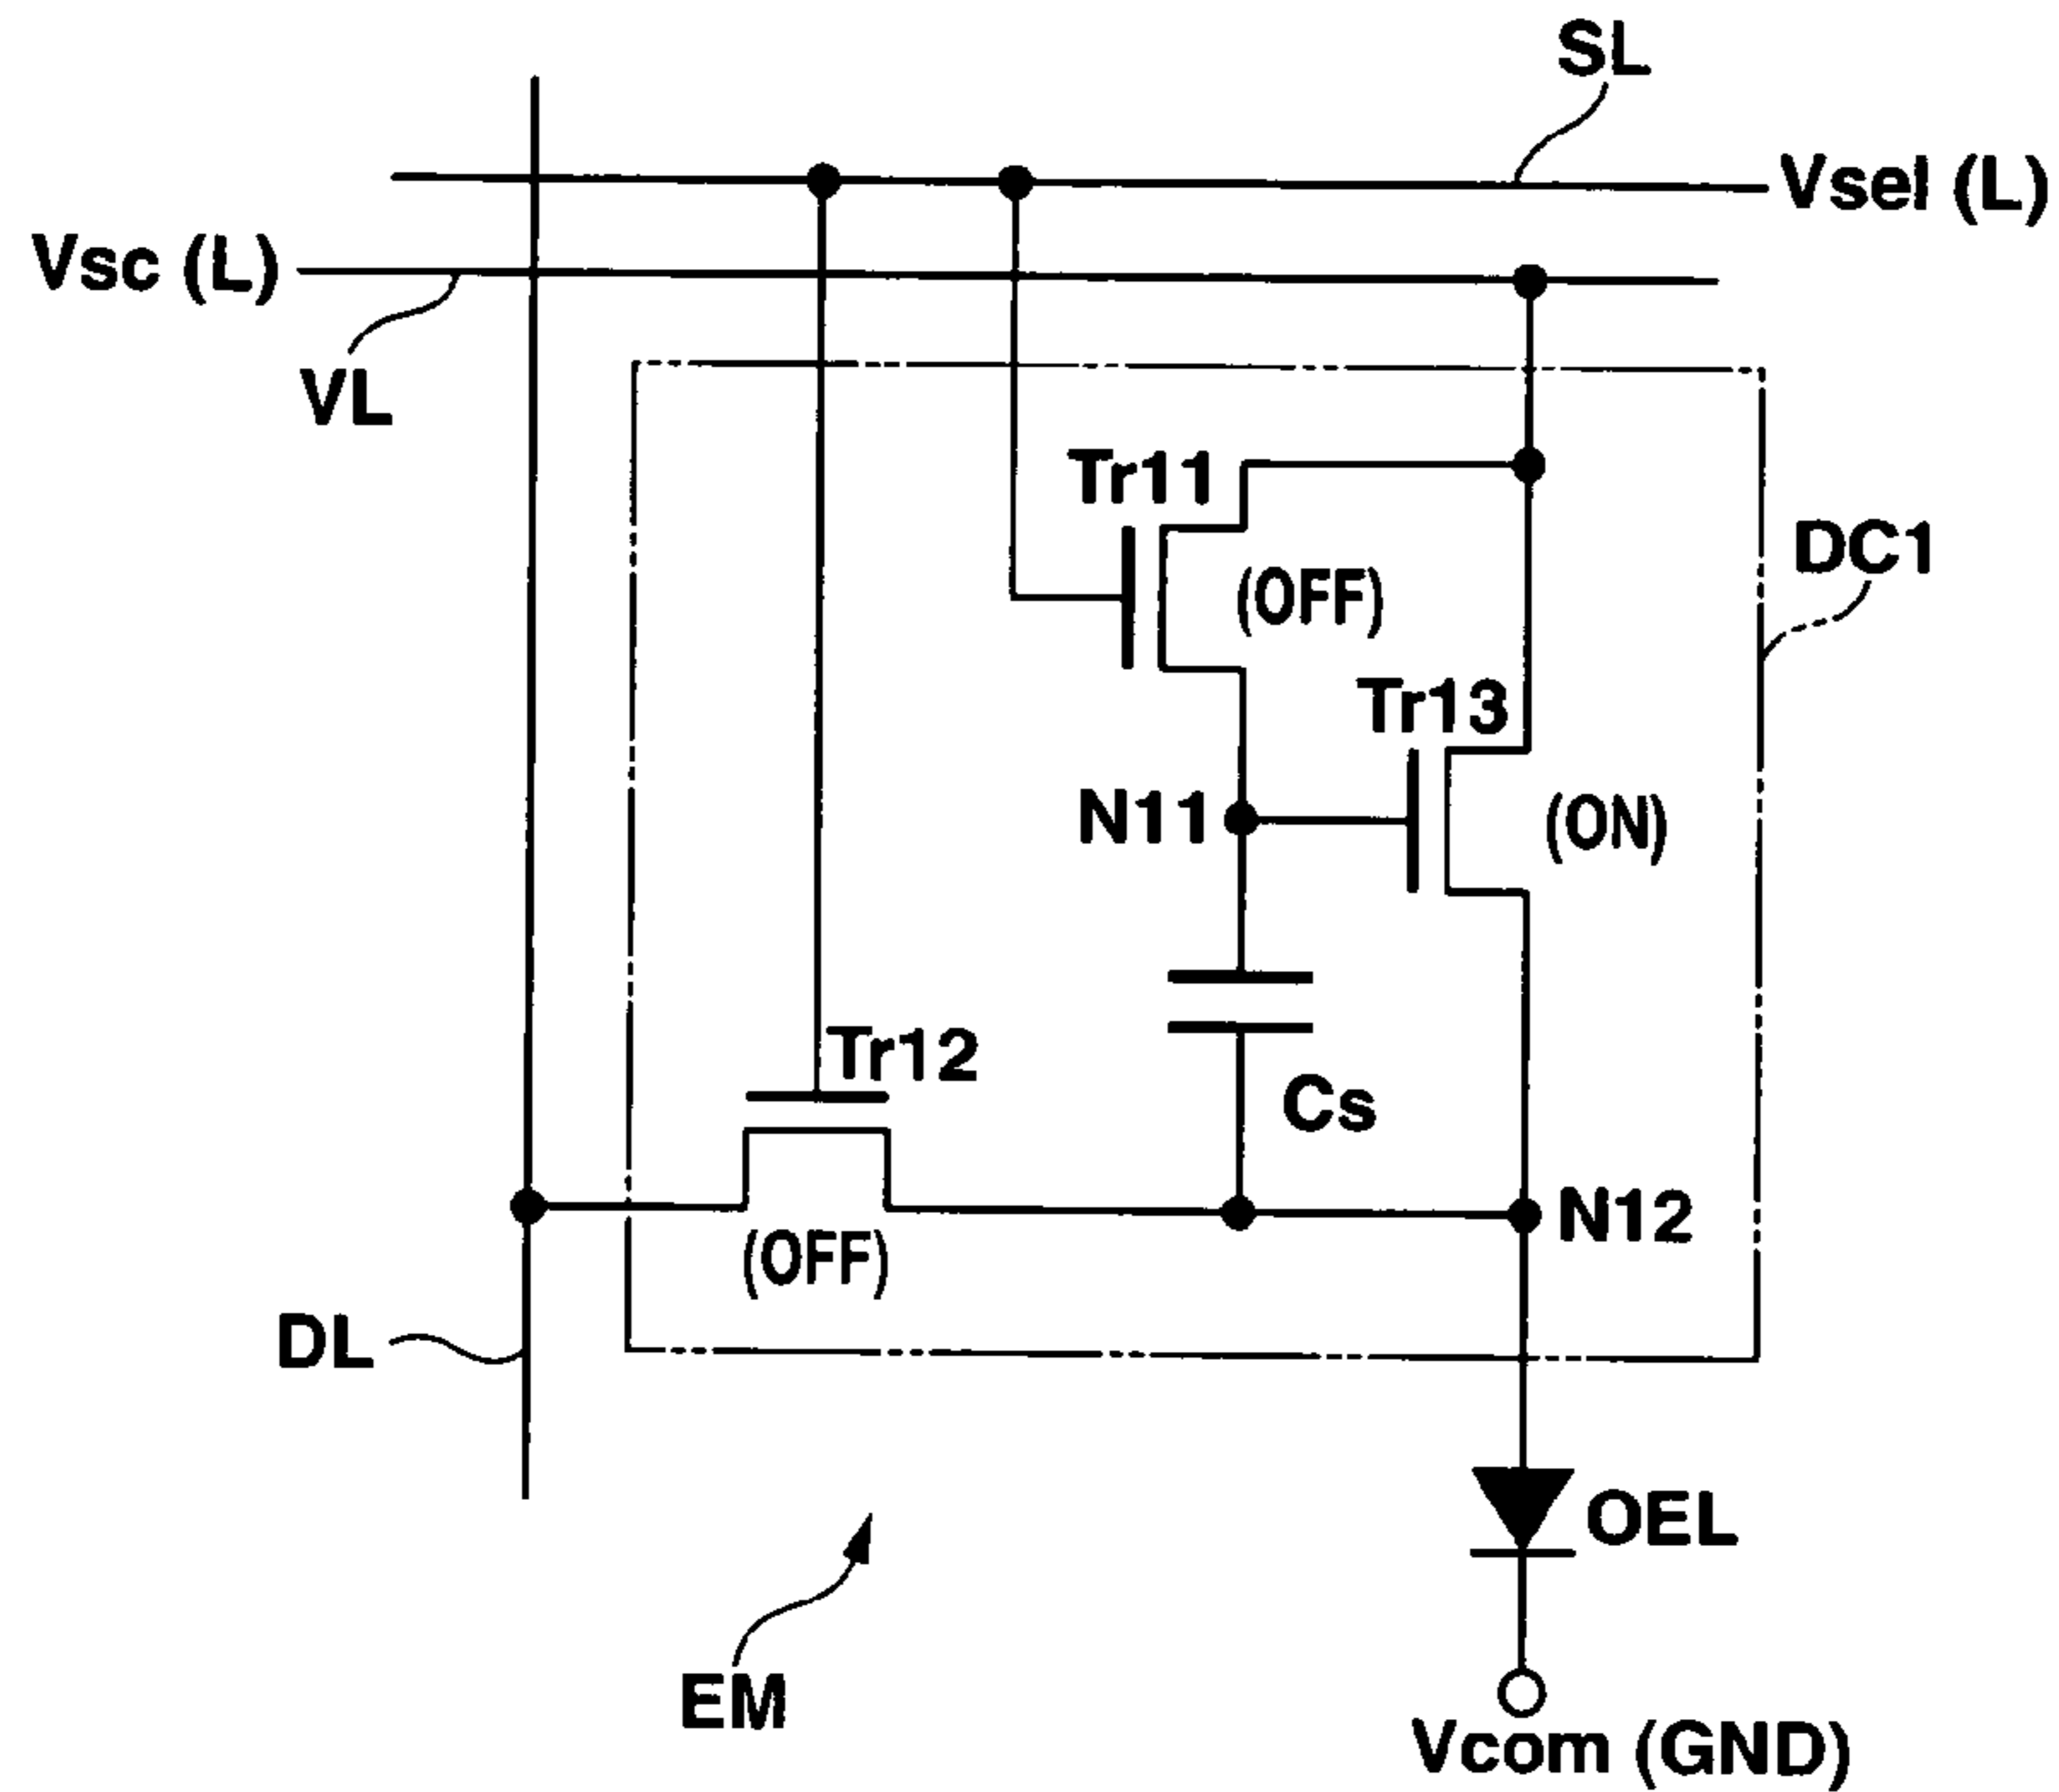 SL
Vsel (L)
Vsc (L)
VL
Tr11
DC1
(OFF)
Tr13
N11
(ON)
Tr12
Cs
N12
(OFF)
DL
OEL
EM
Vcom (GND)